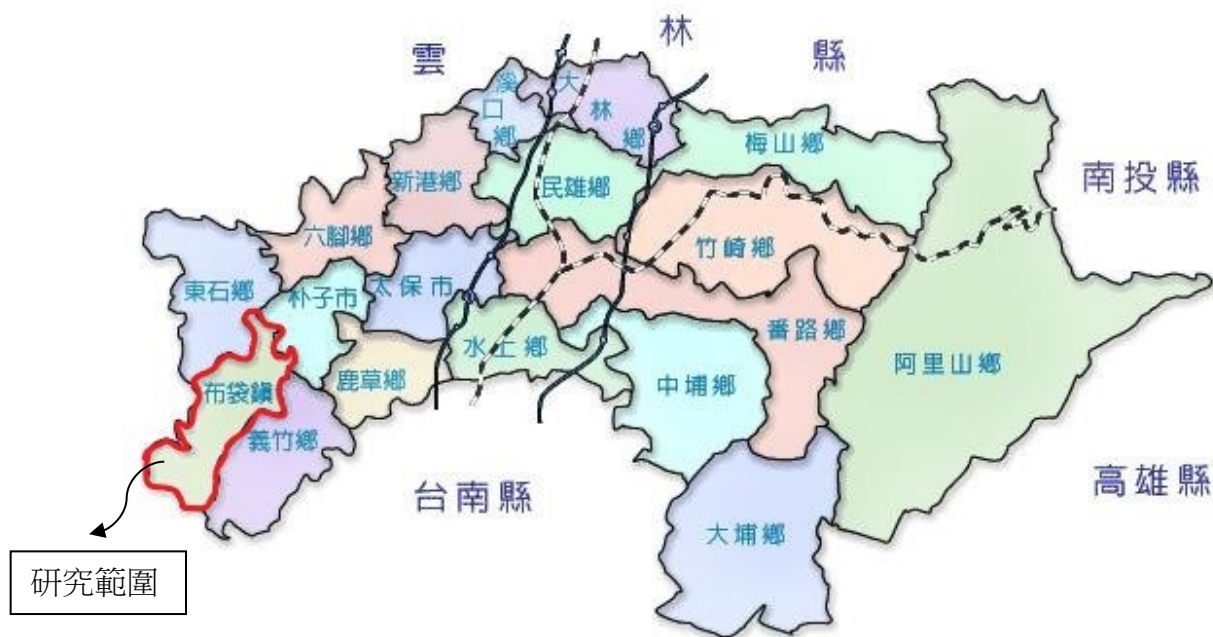 雲林縣
溪口鄉
大林鄉
梅山鄉
南投縣
新港鄉
民雄鄉
六腳鄉
竹崎鄉
東石鄉
朴子市
太保市
番路鄉
水上鄉
阿里山鄉
布袋鎮
鹿草鄉
中埔鄉
義竹鄉
台南縣
高雄縣
大埔鄉
研究範圍